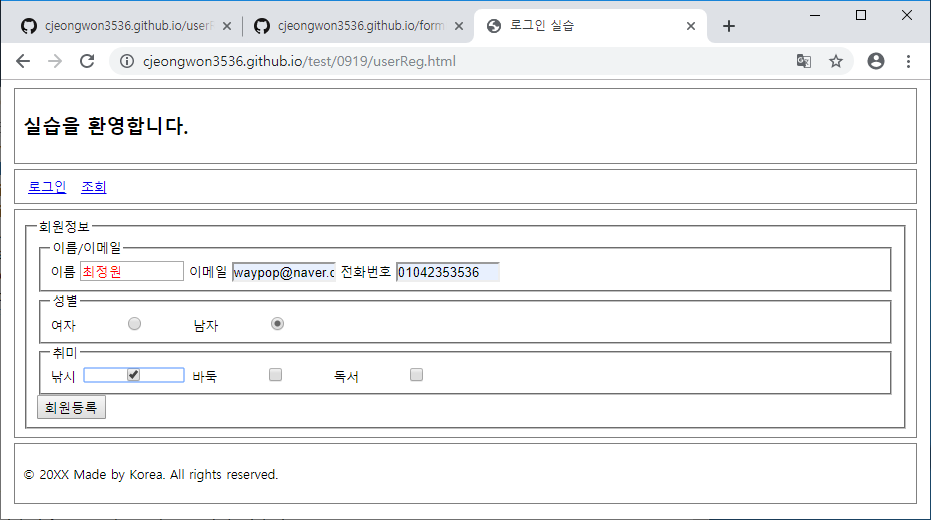 cjeongwon3536.github.io/userR
cjeongwon3536.github.io/form
로그인 실습
cjeongwon3536.github.io/test/0919/userReg.html
실습을 환영합니다.
로그인 조회
회원정보
이름/이메일
이름 최정원 이메일 waypop@naver.c 전화번호 01042353536
성별
여자 남자
취미
낚시 바둑 독서
회원등록
© 20XX Made by Korea. All rights reserved.